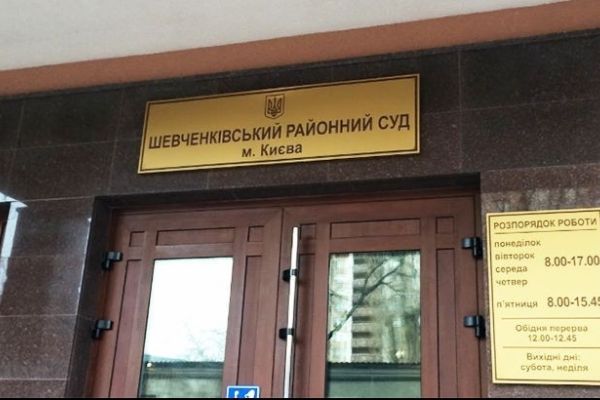 ШЕВЧЕНКІВСЬКИЙ РАЙОННИЙ СУД
м. Києва
РОЗПОРЯДОК РОБОТИ
понеділок
вівторок
середа
четвер
8.00-17.00
п'ятниця 8.00-15.45
Обідня перерва
12.00-12.45
Вихідні дні:
субота, неділя